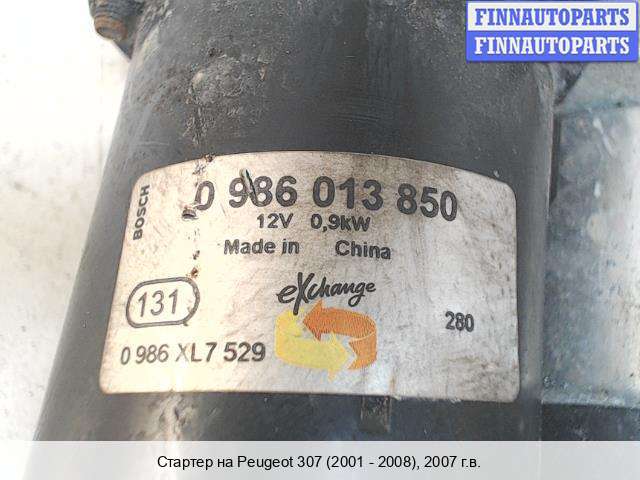 FINNAUTOPARTS
FINNAUTOPARTS
BOSCH
0 986 013 850
12V 0,9kW
Made in China
eXchange
131
280
0 986 XL7 529
Стартер на Peugeot 307 (2001 - 2008), 2007 г.в.